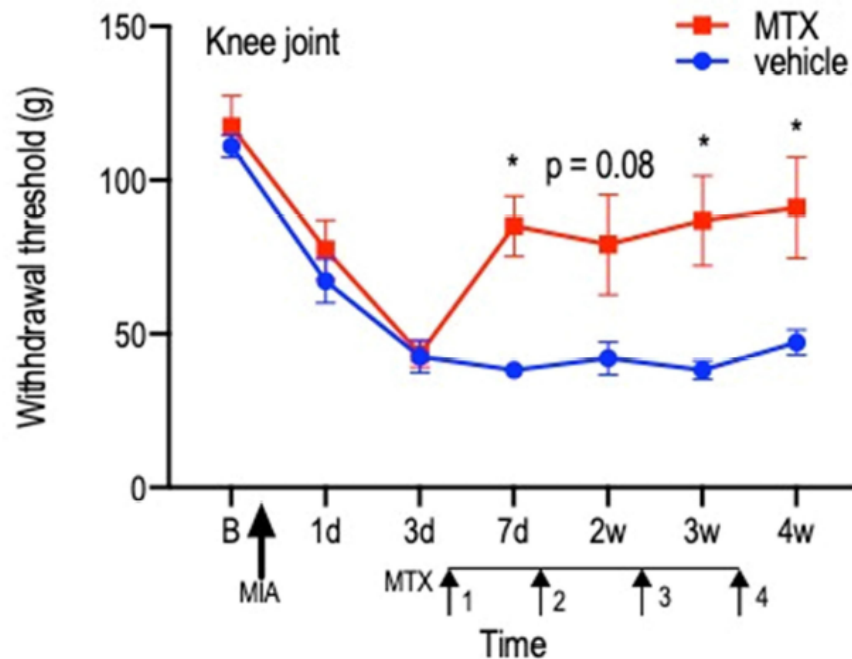 150
Knee joint
MTX
vehicle
* p = 0.08 * *
100
50
0
Withhdrawal threshold (g)
B 1d 3d 7d 2w 3w 4w
MIA
MTX 1 2 3 4
Time